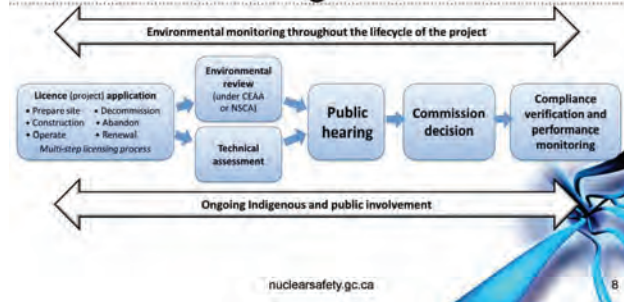 Environmental monitoring throughout the lifecycle of the project
Licence (project) application
• Prepare site • Decommission
• Construction • Abandon
• Operate • Renewal
Multi-step licensing process
Environmental
review
(under CEAA
or NSCA)
Technical
assessment
Public
hearing
Commission
decision
Compliance
verification and
performance
monitoring
Ongoing Indigenous and public involvement
nuclearsafety.gc.ca
8